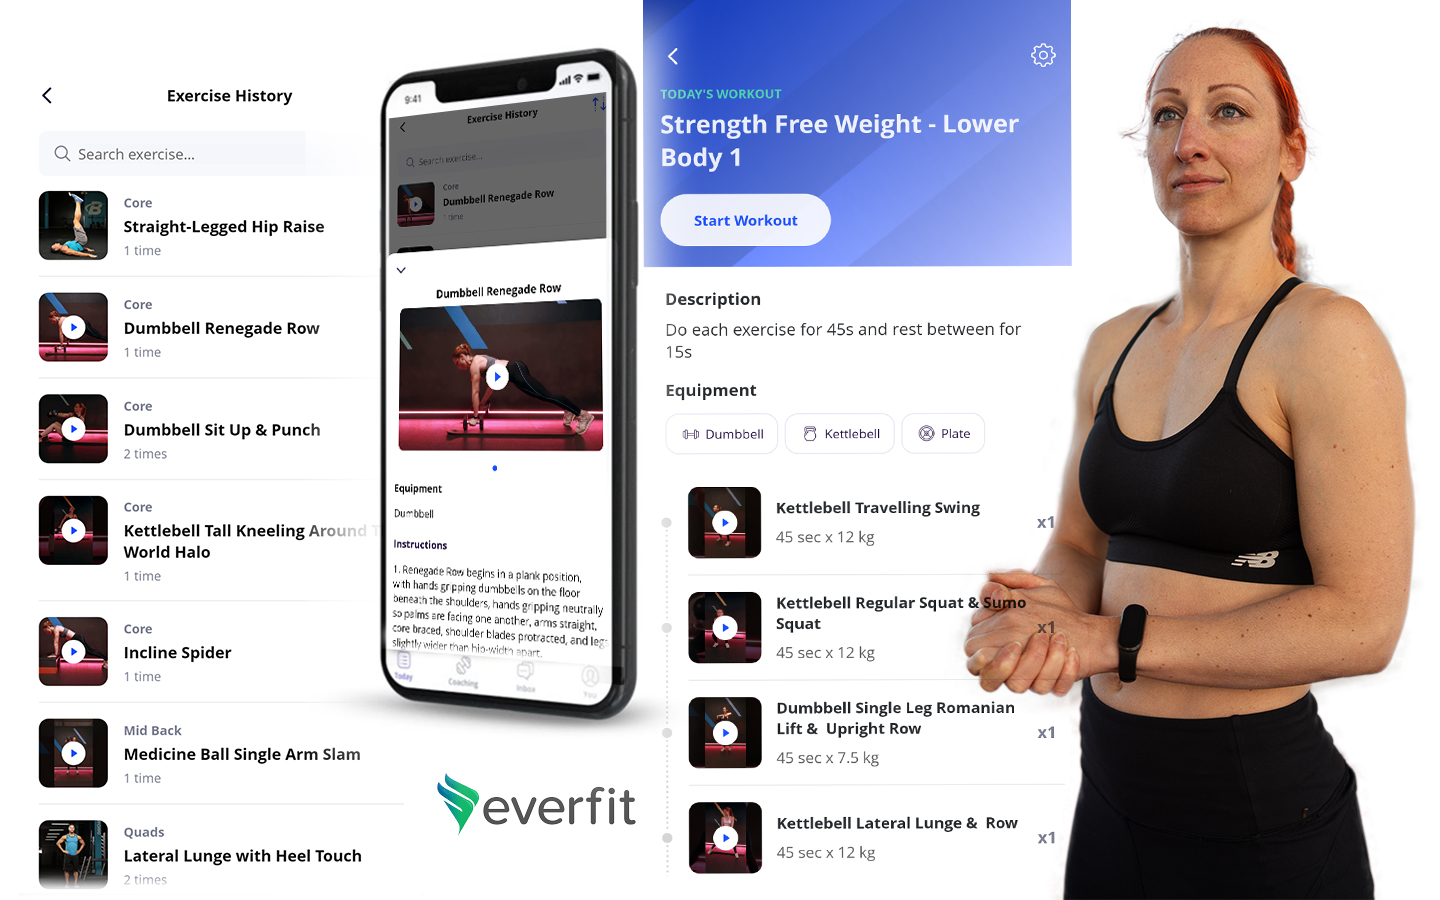 Exercise History
Search exercise...
Core
Straight-Legged Hip Raise
1 time
Core
Dumbbell Renegade Row
1 time
Core
Dumbbell Sit Up & Punch
2 times
Core
Kettlebell Tall Kneeling Around T
World Halo
1 time
Core
Incline Spider
1 time
Mid Back
Medicine Ball Single Arm Slam
1 time
Quads
Lateral Lunge with Heel Touch
2 times
9:41
Exercise History
Search exercise...
Core
Dumbbell Renegade Row
1 time
Dumbbell Renegade Row
Equipment
Dumbbell
Instructions
1. Renegade Row begins in a plank position,
with hands gripping dumbbells on the floor
beneath the shoulders, hands gripping neutrally
so palms are facing one another, arms straight,
core braced, shoulder blades protracted, and leg
slightly wider than hip-width apart.
Today
Coaching
Inbox
You
everfit
TODAY'S WORKOUT
Strength Free Weight - Lower
Body 1
Start Workout
Description
Do each exercise for 45s and rest between for
15s
Equipment
Dumbbell
Kettlebell
Plate
Kettlebell Travelling Swing
45 sec x 12 kg
x1
Kettlebell Regular Squat & Sumo
Squat
45 sec x 12 kg
x1
Dumbbell Single Leg Romanian
Lift & Upright Row
45 sec x 7.5 kg
x1
Kettlebell Lateral Lunge & Row
45 sec x 12 kg
x1
NB